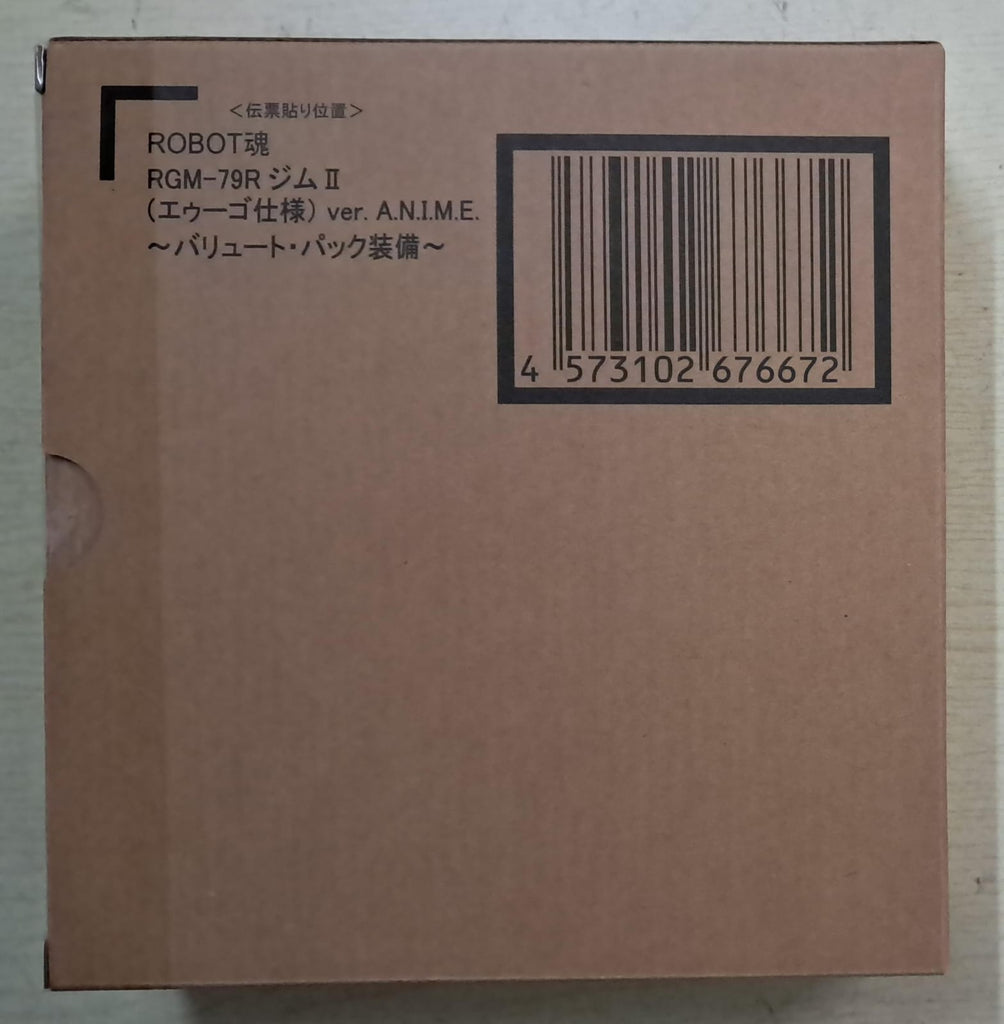 ＜伝票貼り位置＞
ROBOT魂
RGM-79R ジムⅡ
(エゥーゴ仕様) ver. A.N.I.M.E.
～バリュート・パック装備～
4 573102 676672